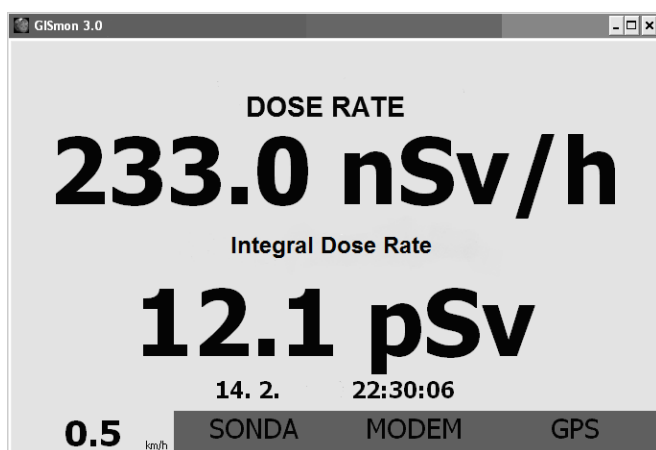 GISmon 3.0
DOSE RATE
233.0 nSv/h
Integral Dose Rate
12.1 pSv
14. 2. 22:30:06
0.5 km/h SONDA MODEM GPS